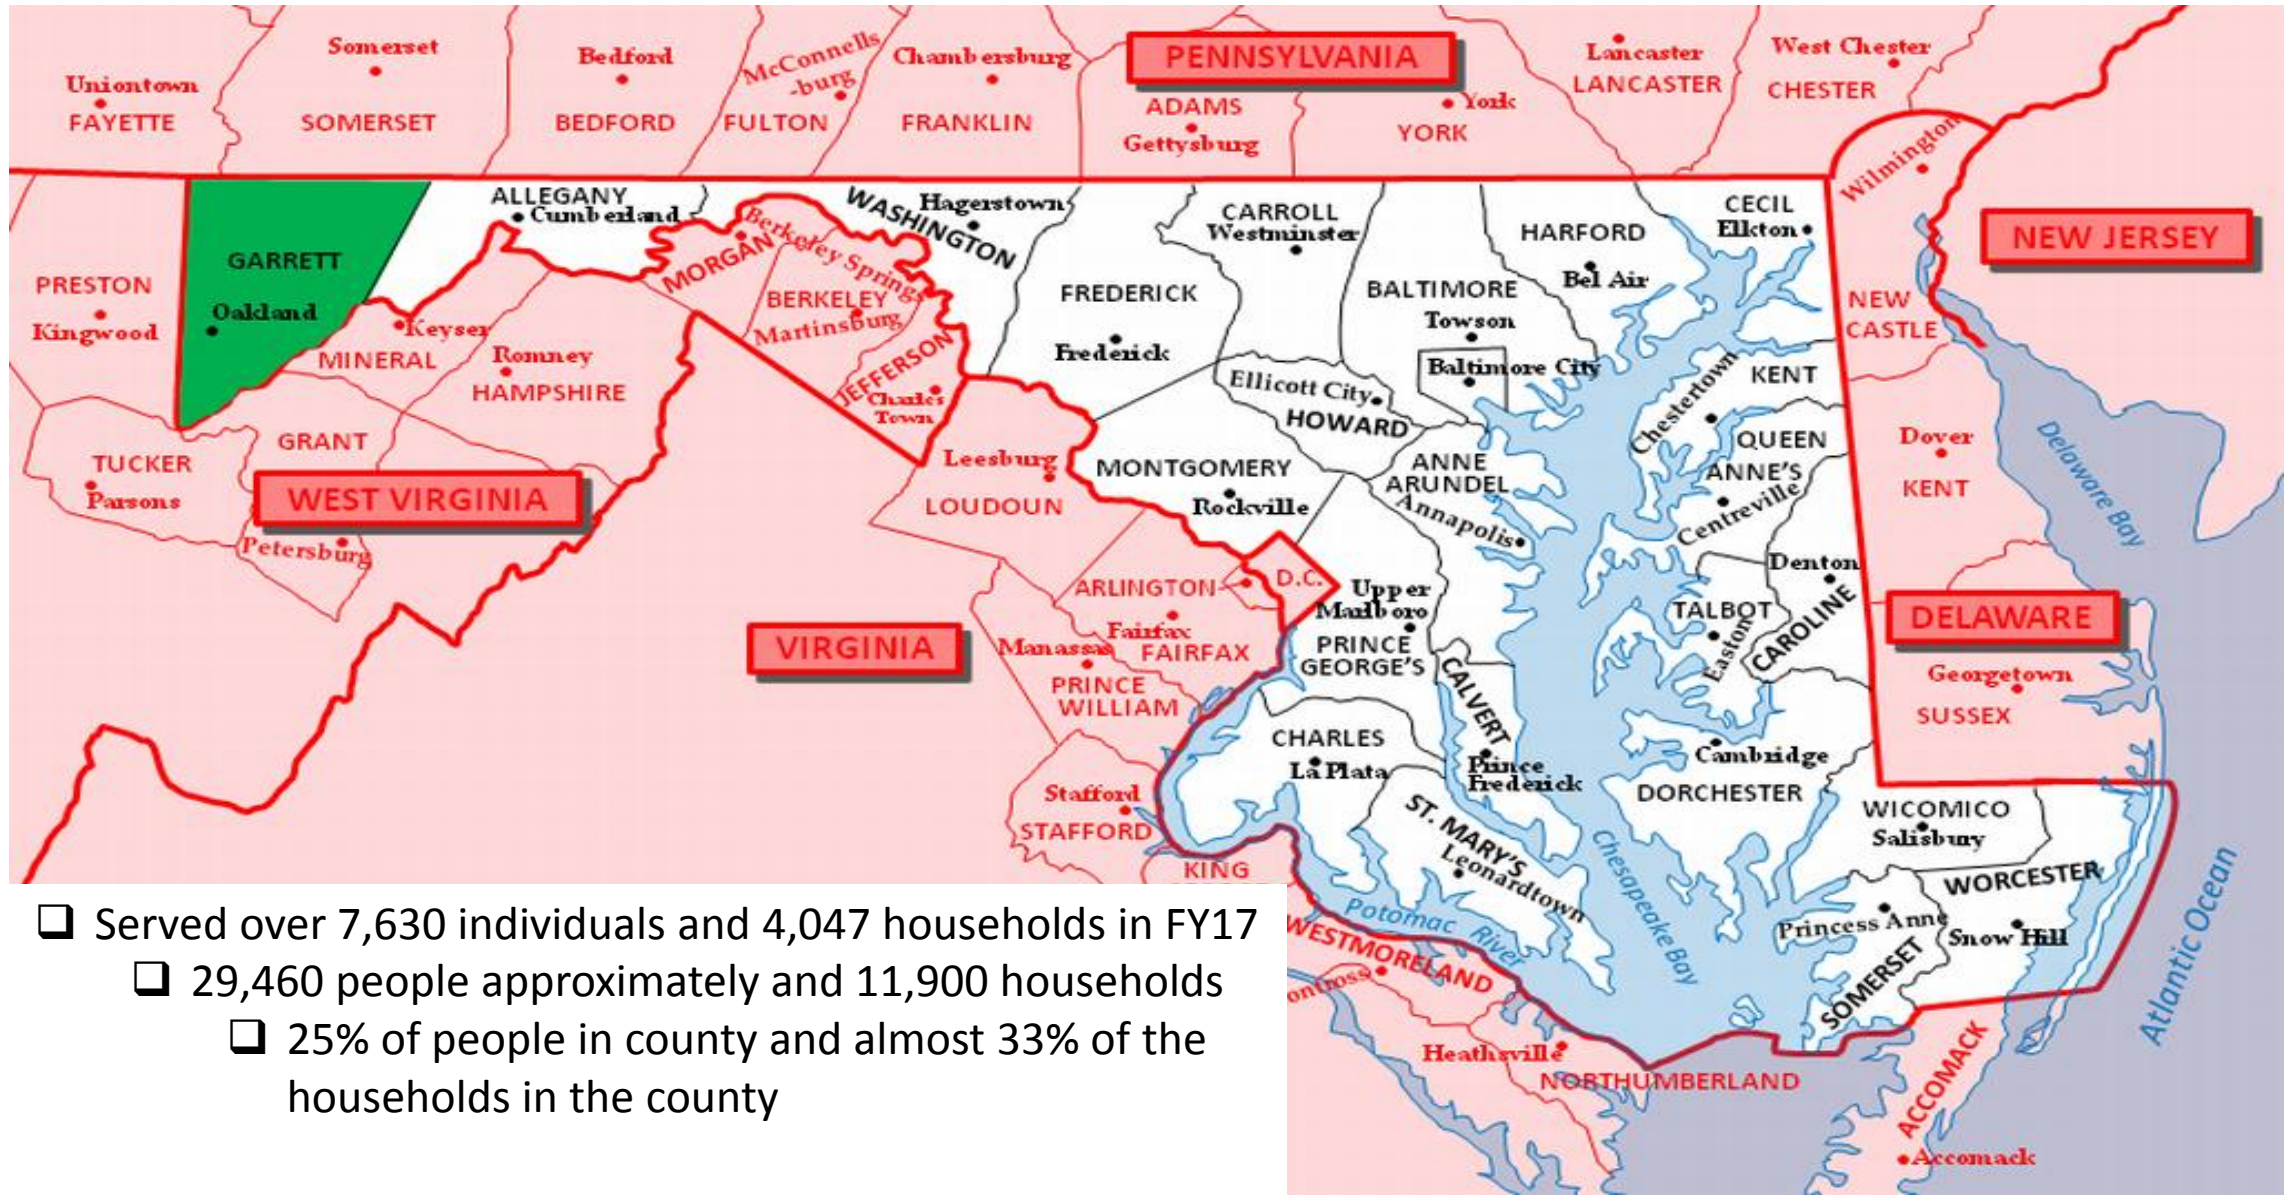 PENNSYLVANIA
Uniontown
FAYETTE
Somerset
SOMERSET
Bedford
BEDFORD
McConnells
-burg
FULTON
Chambersburg
FRANKLIN
ADAMS
Gettysburg
York
YORK
Lancaster
LANCASTER
West Chester
CHESTER
Wilmington
NEW JERSEY
NEW
CASTLE
PRESTON
Kingwood
GARRETT
Oakland
ALLEGANY
Cumberland
WASHINGTON
Hagerstown
CARROLL
Westminster
FREDERICK
Frederick
BALTIMORE
Towson
Baltimore City
HARFORD
Bel Air
CECIL
Elkton
MORGAN
Berkeley Springs
BERKELEY
Martinsburg
JEFFERSON
Charles
Town
Keyser
MINERAL
Romney
HAMPSHIRE
GRANT
TUCKER
Parsons
WEST VIRGINIA
Petersburg
Leesburg
LOUDOUN
Ellicott City
HOWARD
MONTGOMERY
Rockville
ANNE
ARUNDEL
Annapolis
Chestertown
KENT
QUEEN
ANNE'S
Centreville
Dover
KENT
Delaware Bay
ARLINGTON
D.C.
Fairfax
FAIRFAX
Manassas
PRINCE
WILLIAM
VIRGINIA
Upper
Marlboro
PRINCE
GEORGE'S
CALVERT
Prince
Frederick
Denton
CAROLINE
TALBOT
Easton
DELAWARE
Georgetown
SUSSEX
CHARLES
La Plata
ST. MARY'S
Leonardtown
Cambridge
DORCHESTER
WICOMICO
Salisbury
WORCESTER
Snow Hill
Princess Anne
SOMERSET
Stafford
STAFFORD
KING
Chesapeake Bay
Potomac River
Atlantic Ocean
WESTMORELAND
ontross
Heathsville
NORTHUMBERLAND
ACCOMACK
Accomack
❑ Served over 7,630 individuals and 4,047 households in FY17
❑ 29,460 people approximately and 11,900 households
❑ 25% of people in county and almost 33% of the
households in the county